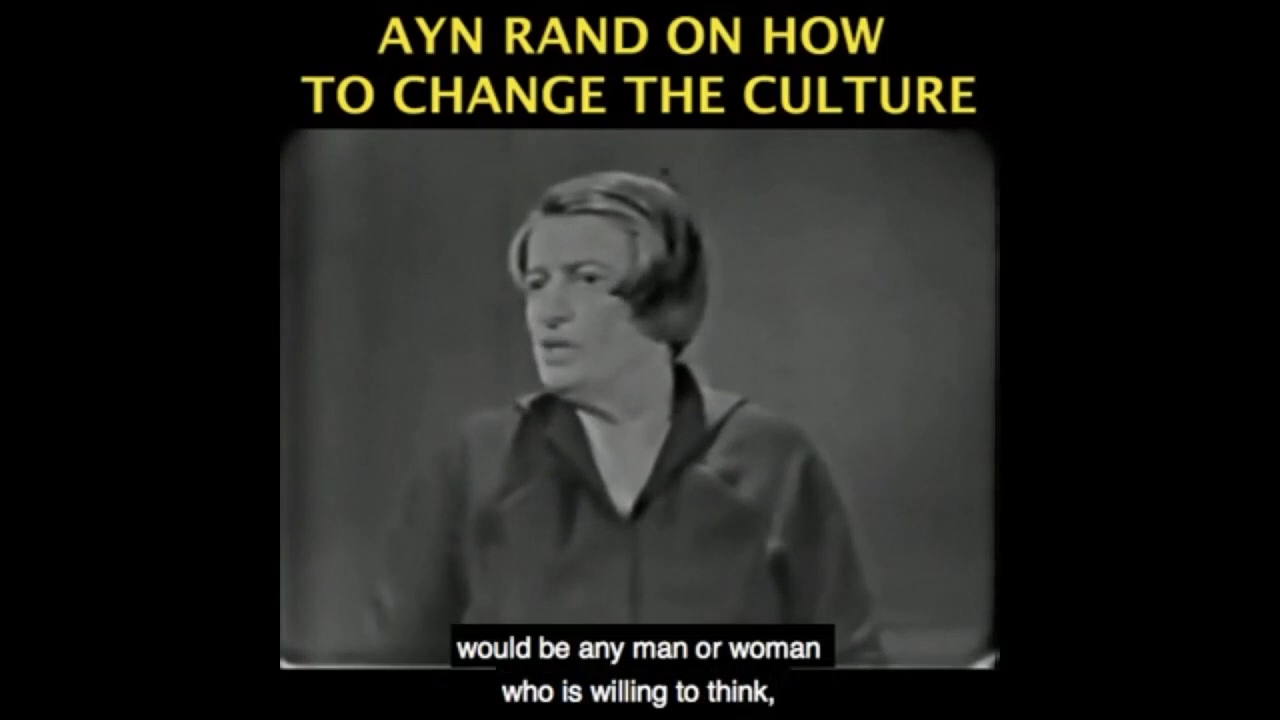 AYN RAND ON HOW
TO CHANGE THE CULTURE
would be any man or woman
who is willing to think,